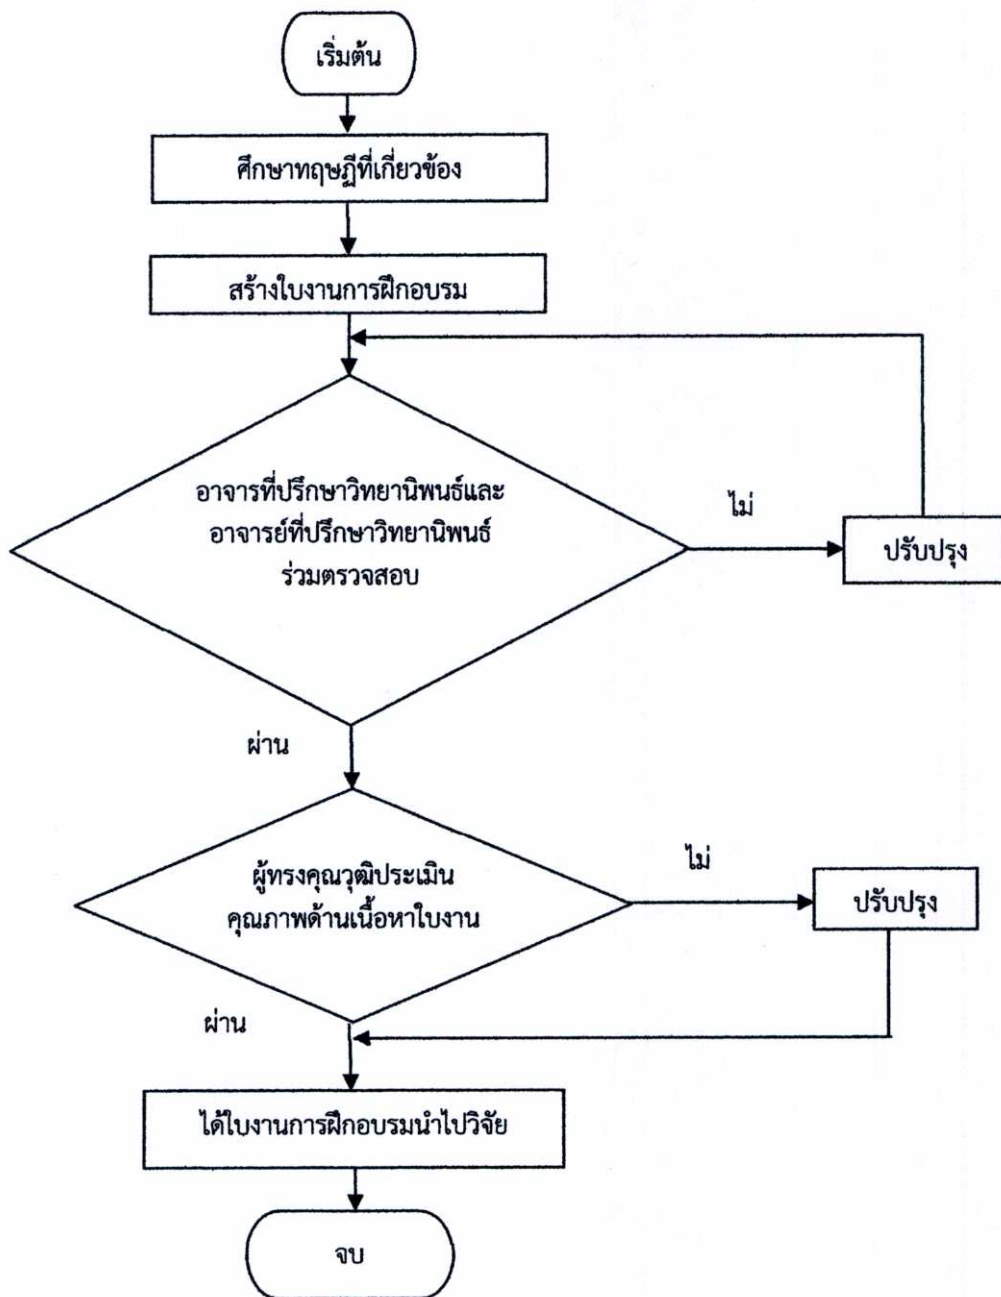 เริ่มต้น
ศึกษาทฤษฎีที่เกี่ยวข้อง
สร้างใบงานการฝึกอบรม
อาจารที่ปรึกษาวิทยานิพนธ์และ
อาจารย์ที่ปรึกษาวิทยานิพนธ์
ร่วมตรวจสอบ
ไม่
ปรับปรุง
ผ่าน
ผู้ทรงคุณวุฒิประเมิน
คุณภาพด้านเนื้อหาใบงาน
ไม่
ปรับปรุง
ผ่าน
ได้ใบงานการฝึกอบรมนำไปวิจัย
จบ